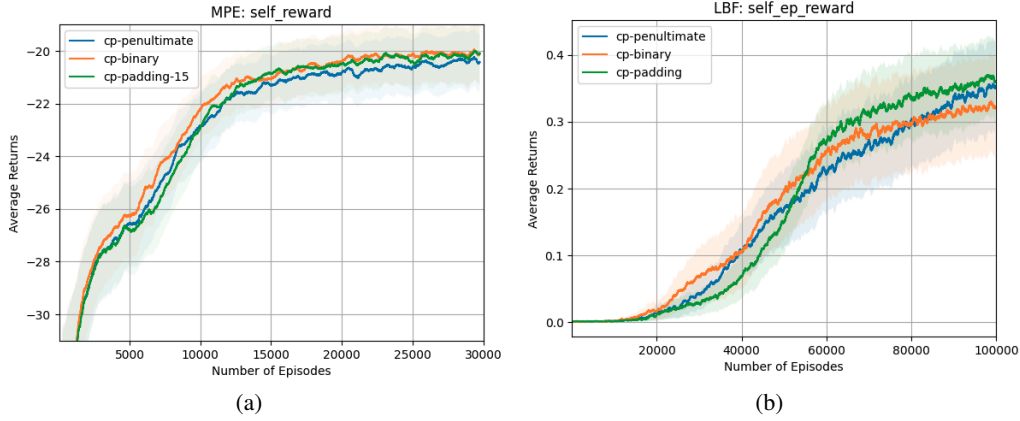 MPE: self_reward
cp-penultimate
cp-binary
cp-padding-15
Average Returns
−20
−22
−24
−26
−28
−30
5000 10000 15000 20000 25000 30000
Number of Episodes
(a)
LBF: self_ep_reward
cp-penultimate
cp-binary
cp-padding
Average Returns
0.4
0.3
0.2
0.1
0.0
20000 40000 60000 80000 100000
Number of Episodes
(b)